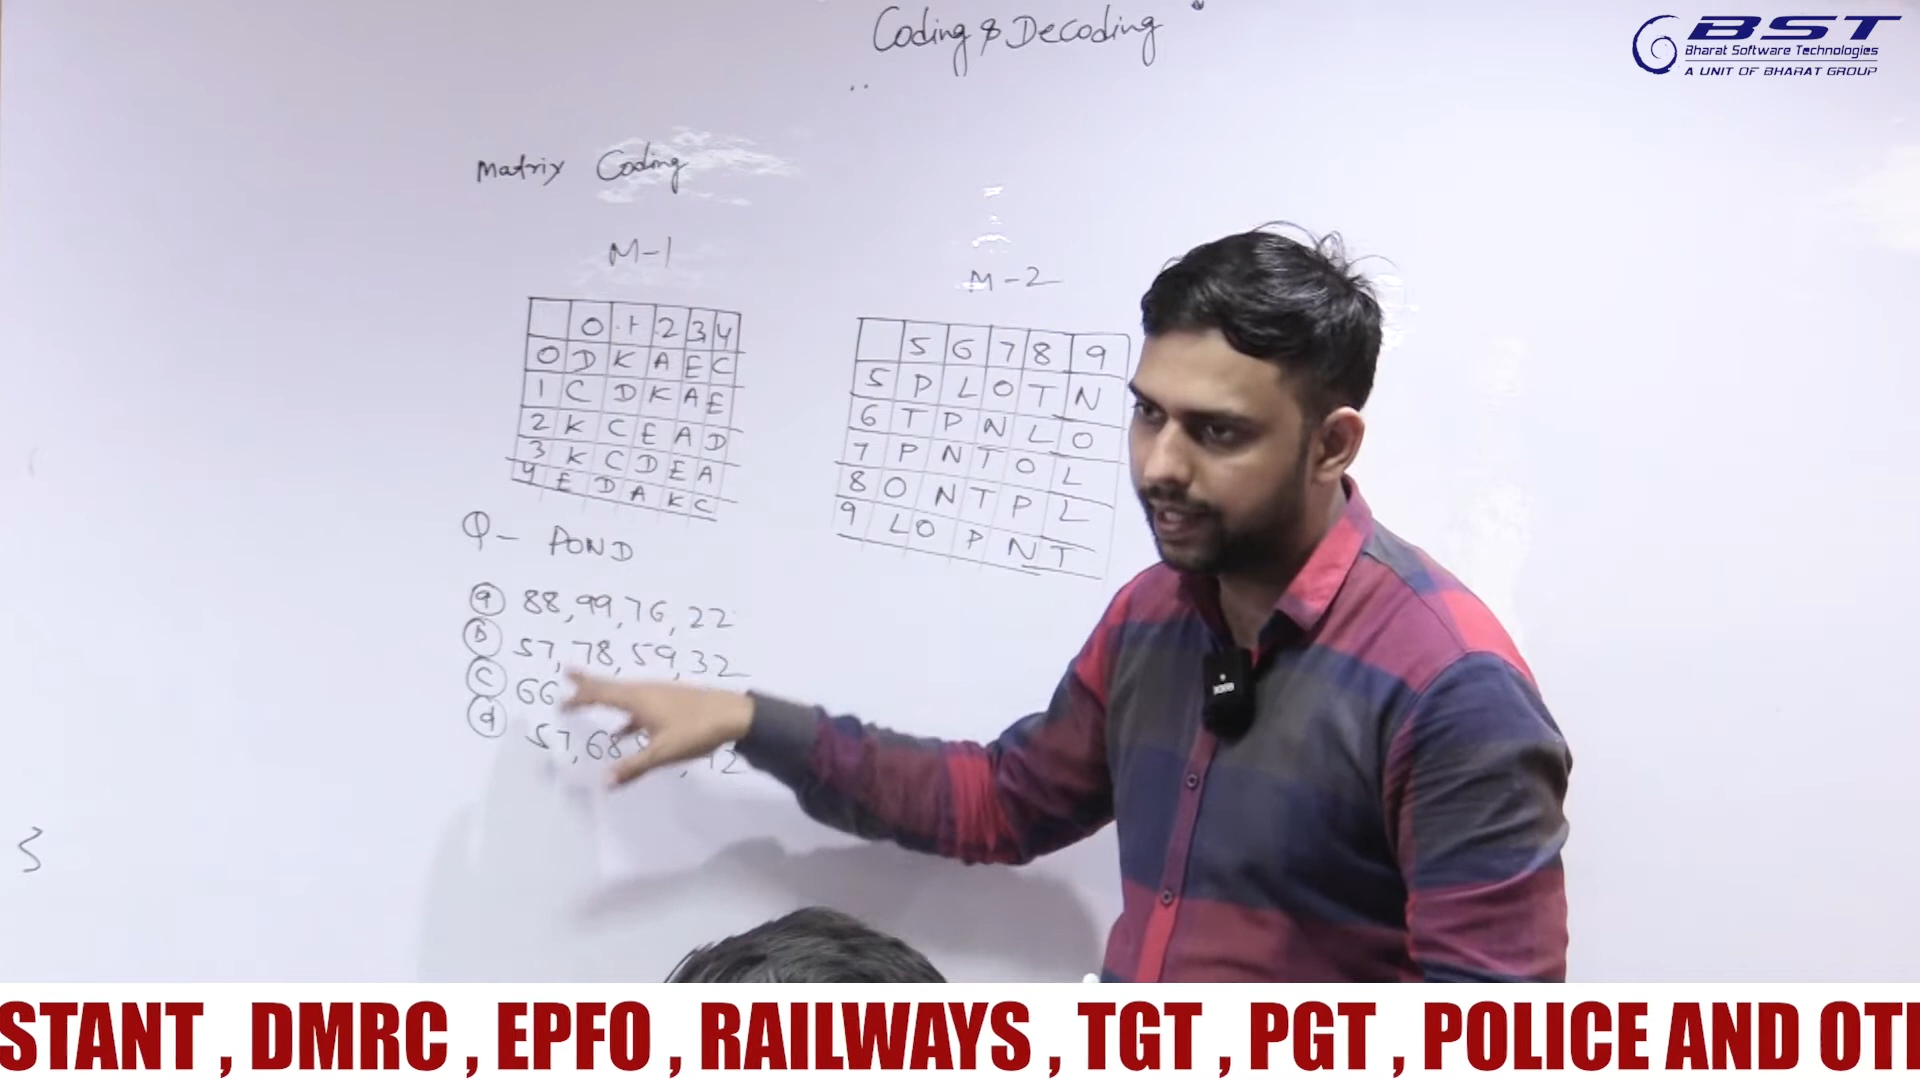 Coding & Decoding
BST
Bharat Software Technologies
A UNIT OF BHARAT GROUP
Matrix Coding
M-1
0 1 2 3 4
0 D K A E C
1 C D K A E
2 K C E A D
3 K C D E A
4 E D A K C
M-2
5 6 7 8 9
5 P L O T N
6 T P N L O
7 P N T O L
8 O N T P L
9 L O P N T
Q- POND
a 88,99,76,22
b 57,78,59,32
c 66
d 57,68
STANT , DMRC , EPFO , RAILWAYS , TGT , PGT , POLICE AND OT